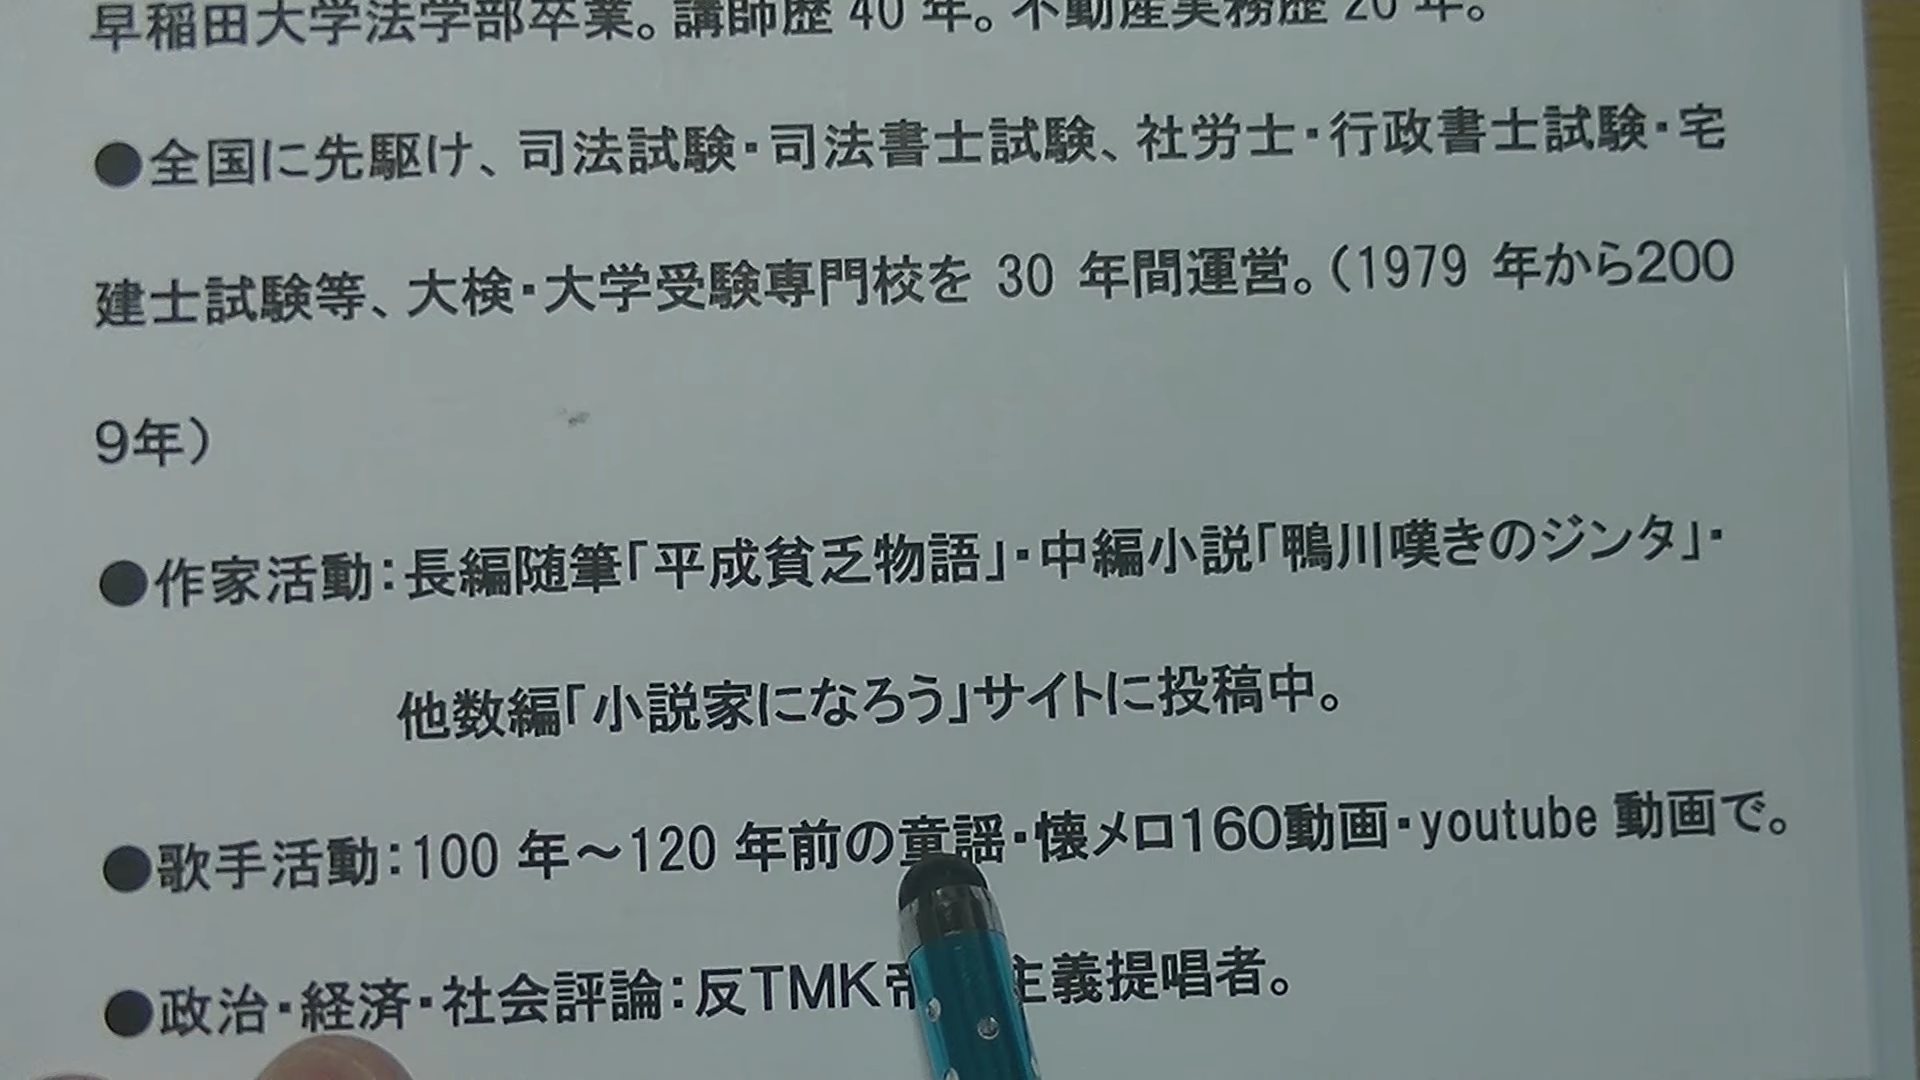 早稲田大学法学部卒業。講師歴40年。不動産実務歴20年。
●全国に先駆け、司法試験・司法書士試験、社労士・行政書士試験・宅
建士試験等、大検・大学受験専門校を 30 年間運営。（1979 年から200
9年）
●作家活動：長編随筆「平成貧乏物語」・中編小説「鴨川嘆きのジンタ」・
他数編「小説家になろう」サイトに投稿中。
●歌手活動：100 年～120 年前の童謡・懐メロ160動画・youtube 動画で。
●政治・経済・社会評論：反TMK帝 主義提唱者。